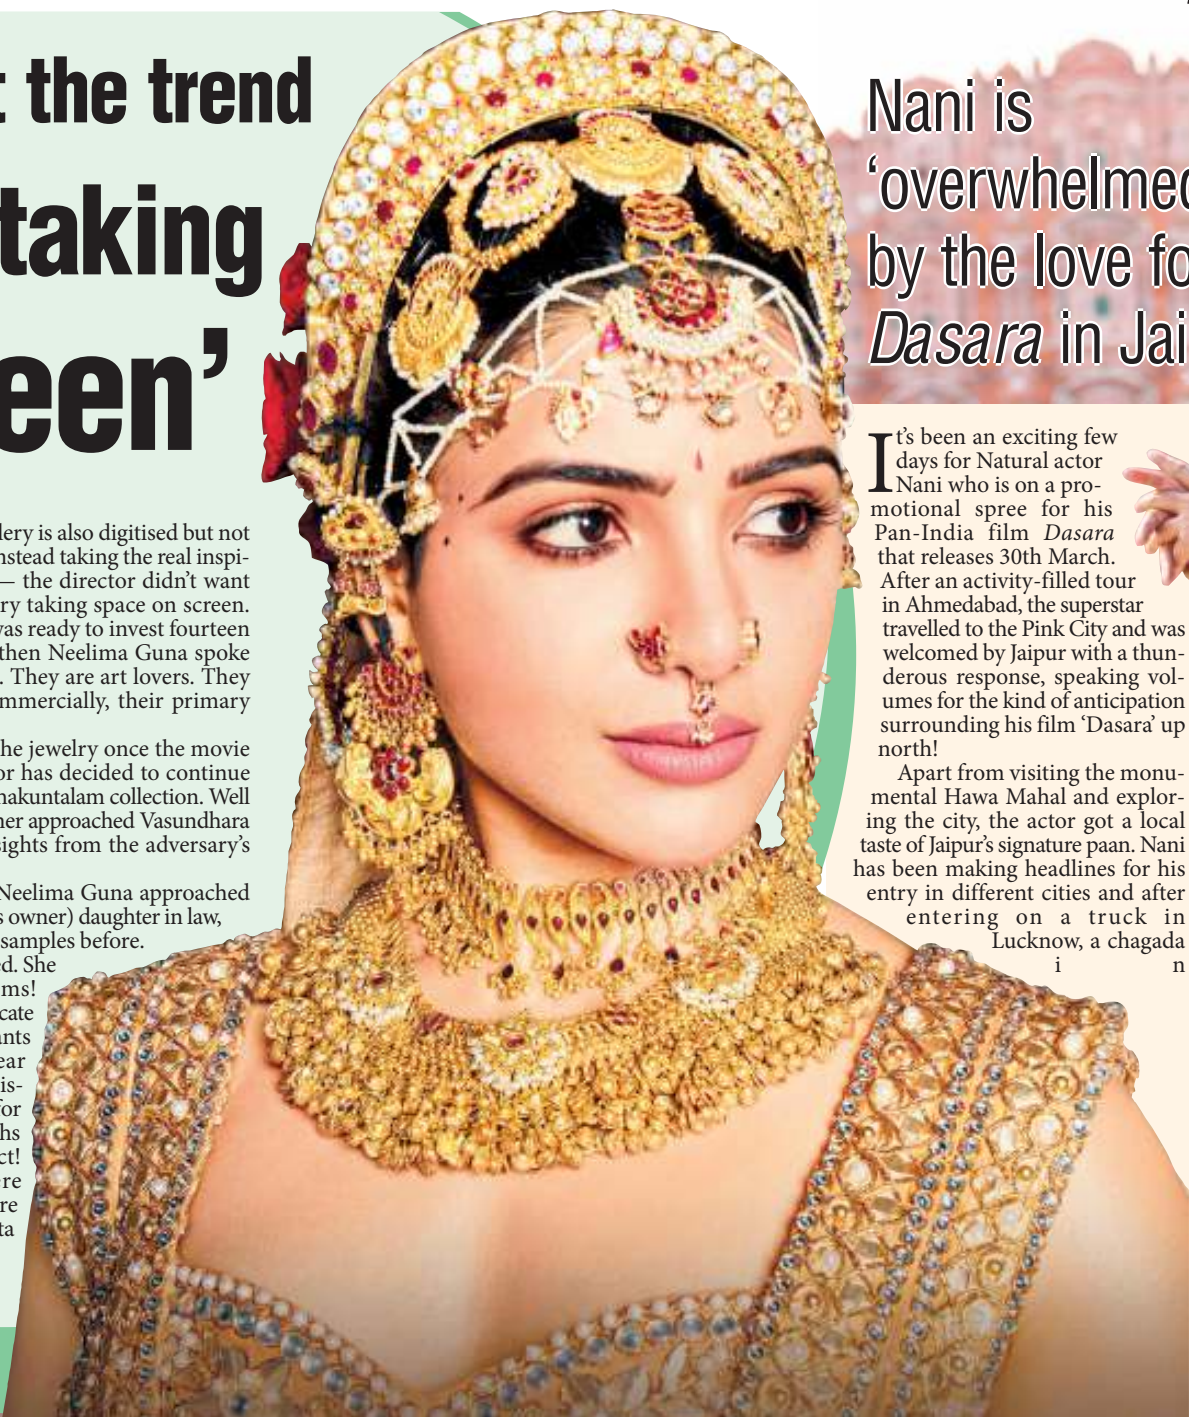 t the trend
taking
een’
lery is also digitised but not
nstead taking the real inspi-
— the director didn’t want
ry taking space on screen.
was ready to invest fourteen
then Neelima Guna spoke
. They are art lovers. They
mmercially, their primary
he jewelry once the movie
or has decided to continue
nakuntalam collection. Well
ner approached Vasundhara
sights from the adversary’s
Neelima Guna approached
s owner) daughter in law,
samples before.
ed. She
ms!
cate
ants
ear
is-
for
hs
ct!
ere
re
ta
Nani is
‘overwhelmed
by the love fo
Dasara in Jai
It’s been an exciting few
days for Natural actor
Nani who is on a pro-
motional spree for his
Pan-India film Dasara
that releases 30th March.
After an activity-filled tour
in Ahmedabad, the superstar
travelled to the Pink City and was
welcomed by Jaipur with a thun-
derous response, speaking vol-
umes for the kind of anticipation
surrounding his film ‘Dasara’ up
north!
Apart from visiting the monu-
mental Hawa Mahal and explor-
ing the city, the actor got a local
taste of Jaipur’s signature paan. Nani
has been making headlines for his
entry in different cities and after
entering on a truck in
Lucknow, a chagada
i n